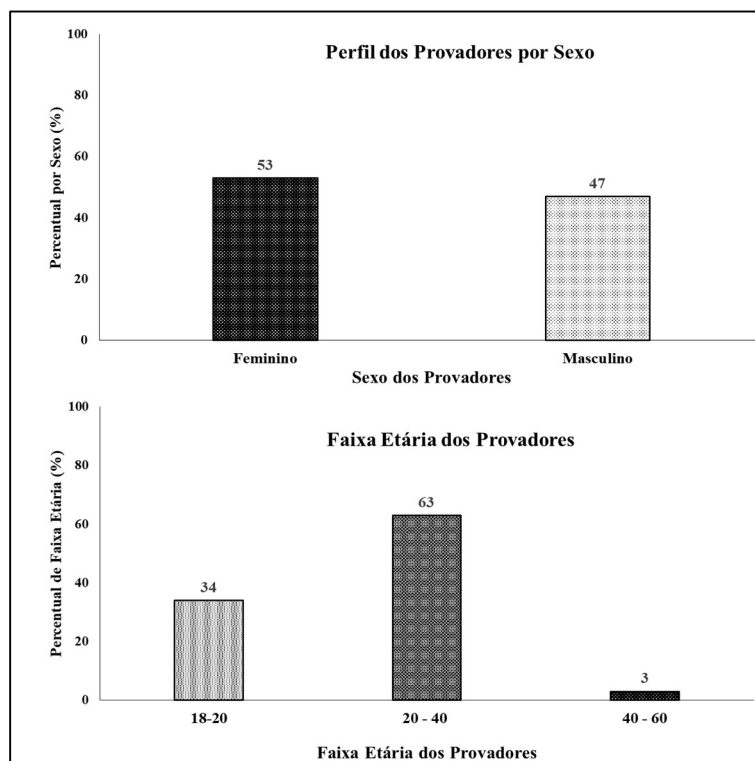 Perfil dos Provadores por Sexo
Percentual por Sexo (%)
100
80
60
40
20
0
53
47
Feminino
Masculino
Sexo dos Provadores
Faixa Etária dos Provadores
Percentual de Faixa Etária (%)
100
80
60
40
20
0
34
63
3
18-20
20 - 40
40 - 60
Faixa Etária dos Provadores